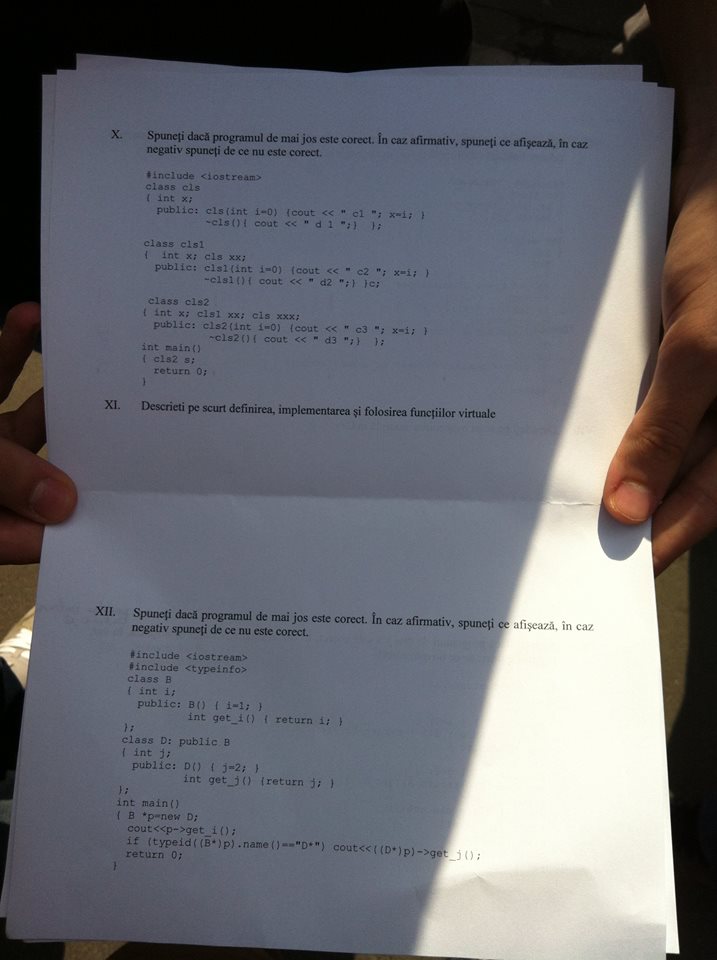 X. Spuneți dacă programul de mai jos este corect. În caz afirmativ, spuneți ce afișează, în caz
negativ spuneți de ce nu este corect.
#include <iostream>
class cls
{ int x;
public: cls(int i=0) {cout << " c1 "; x=i; }
~cls(){ cout << " d 1 ";} };
class cls1
{ int x; cls xx;
public: cls1(int i=0) {cout << " c2 "; x=i; }
~cls1(){ cout << " d2 ";} }c;
class cls2
{ int x; cls1 xx; cls xxx;
public: cls2(int i=0) {cout << " c3 "; x=i; }
~cls2(){ cout << " d3 ";} };
int main()
{ cls2 s;
return 0;
}
XI. Descrieti pe scurt definirea, implementarea și folosirea funcțiilor virtuale
XII. Spuneți dacă programul de mai jos este corect. În caz afirmativ, spuneți ce afișează, în caz
negativ spuneți de ce nu este corect.
#include <iostream>
#include <typeinfo>
class B
{ int i;
public: B() { i=1; }
int get_i() { return i; }
};
class D: public B
{ int j;
public: D() { j=2; }
int get_j() {return j; }
};
int main()
{ B *p=new D;
cout<<p->get_i();
if (typeid((B*)p).name()=="D*") cout<<((D*)p)->get_j();
return 0;
}